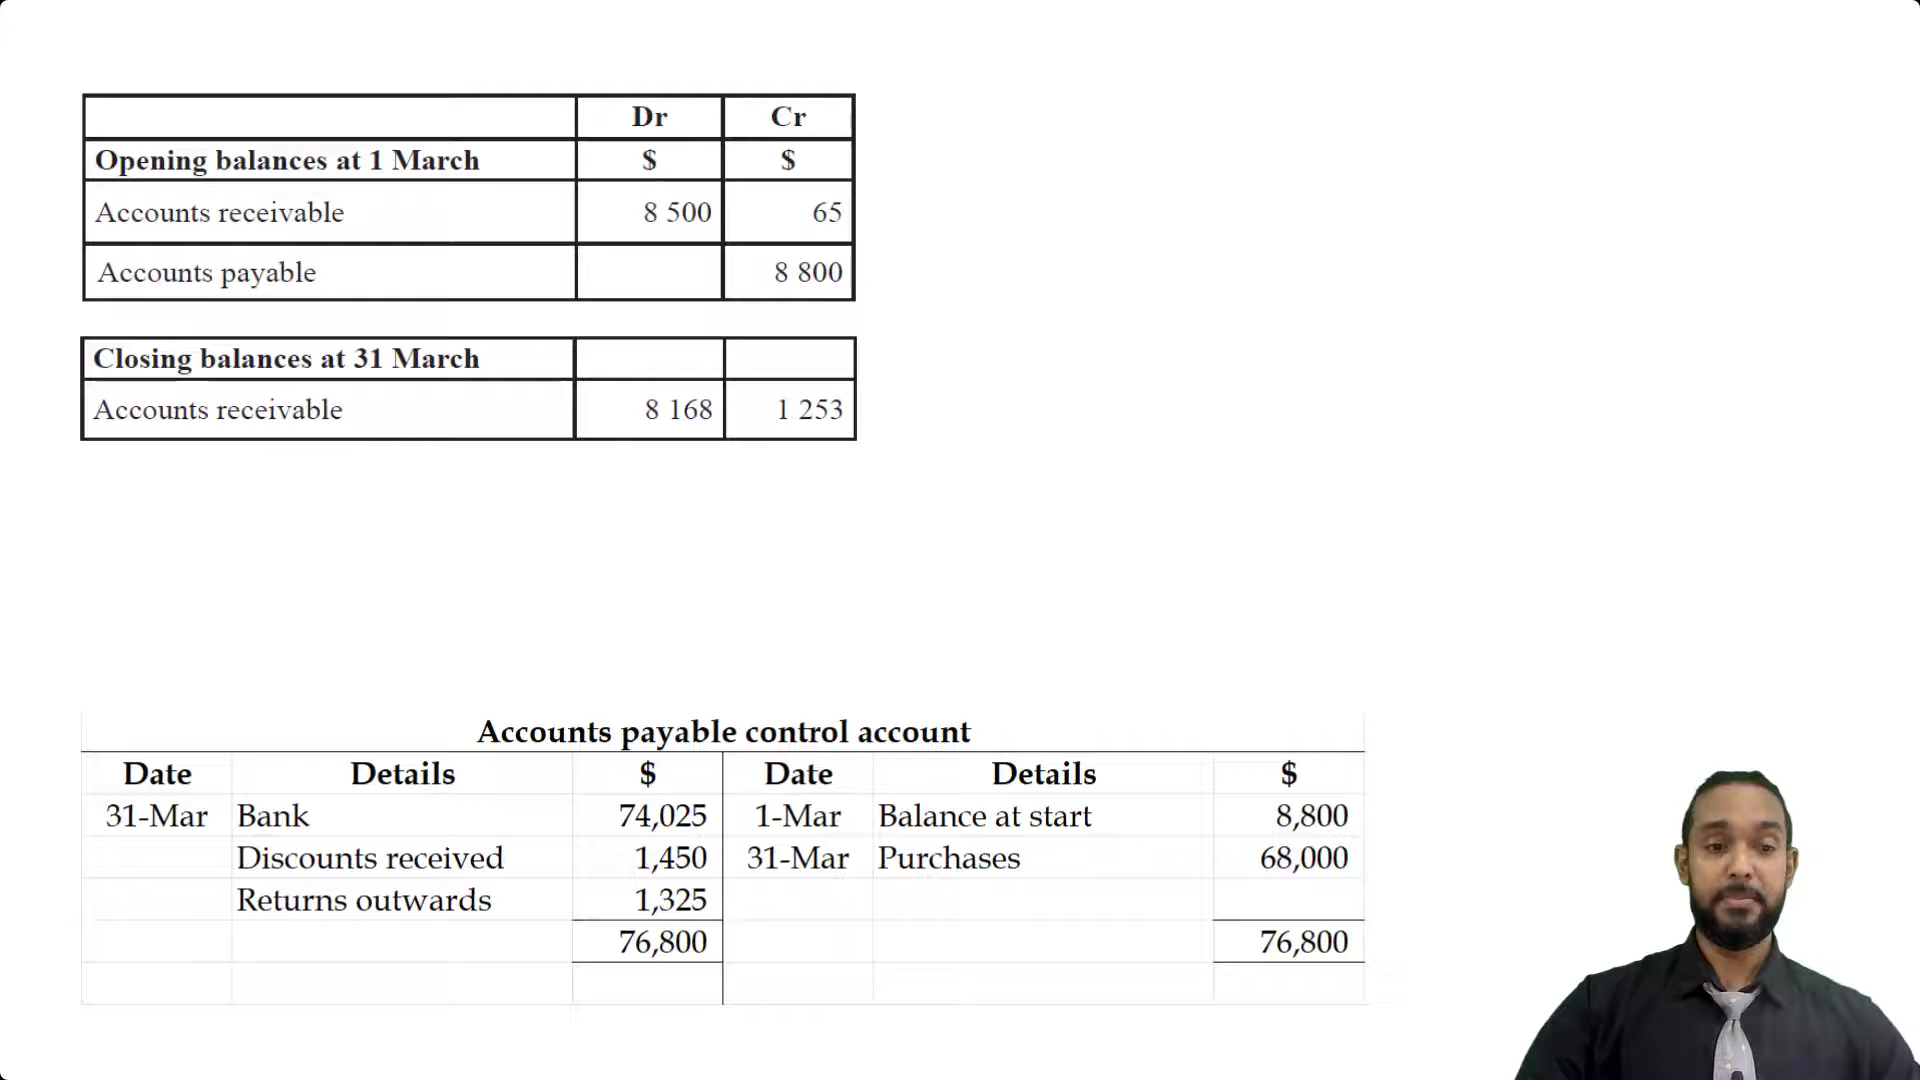 Dr Cr
Opening balances at 1 March $ $
Accounts receivable 8 500 65
Accounts payable 8 800
Closing balances at 31 March
Accounts receivable 8 168 1 253
Accounts payable control account
Date Details $ Date Details $
31-Mar Bank 74,025 1-Mar Balance at start 8,800
Discounts received 1,450 31-Mar Purchases 68,000
Returns outwards 1,325
76,800 76,800